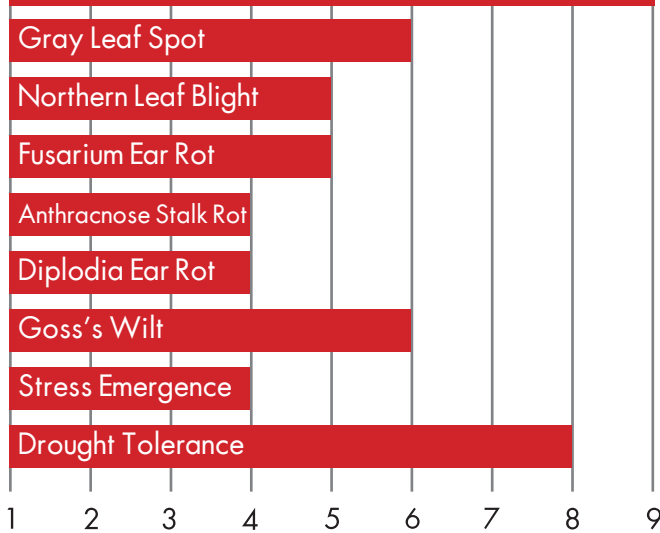 Gray Leaf Spot
Northern Leaf Blight
Fusarium Ear Rot
Anthracnose Stalk Rot
Diplodia Ear Rot
Goss's Wilt
Stress Emergence
Drought Tolerance
1 2 3 4 5 6 7 8 9